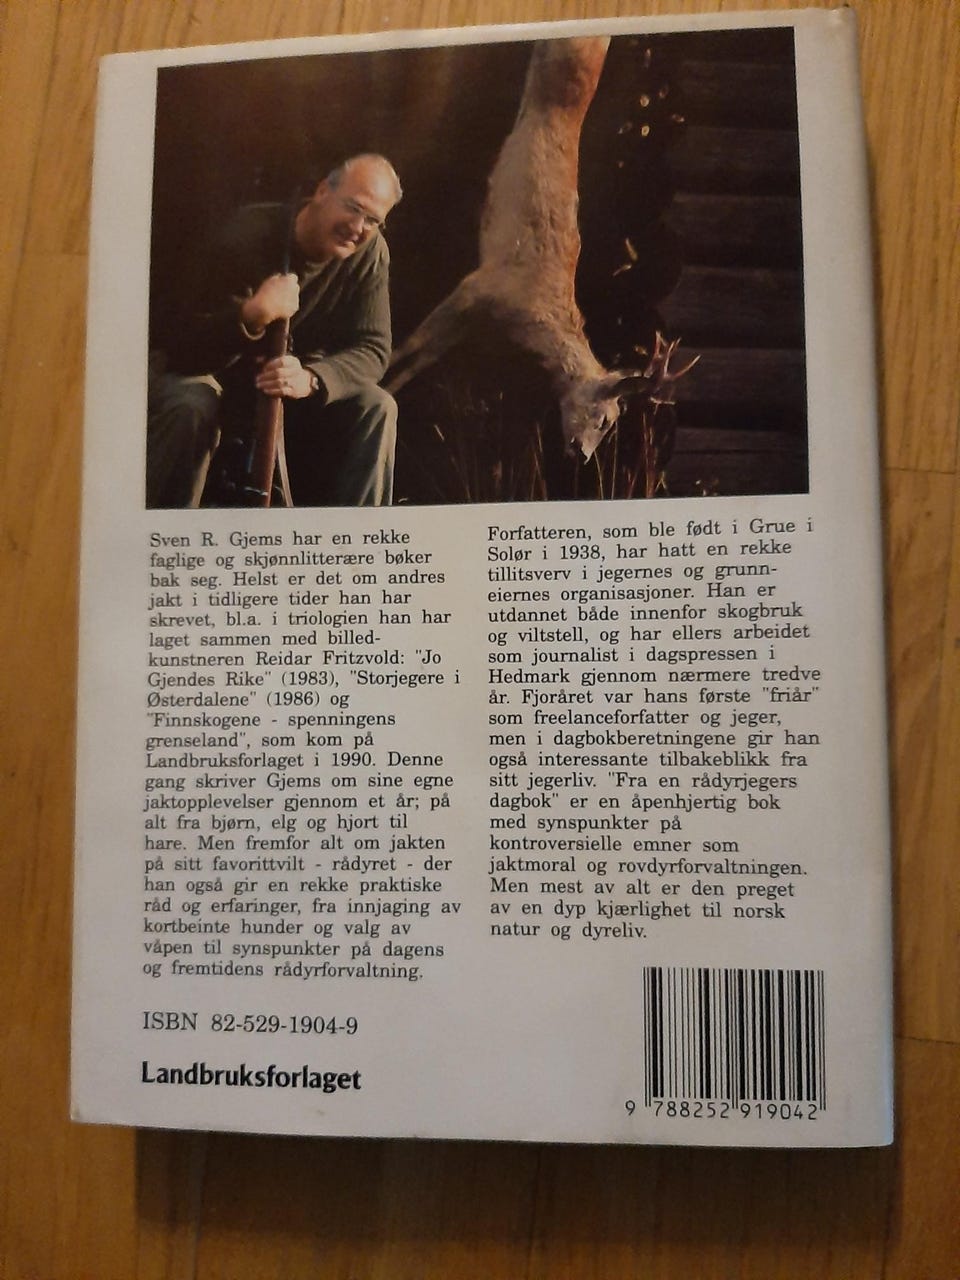 Sven R. Gjems har en rekke
faglige og skjønnlitterære bøker
bak seg. Helst er det om andres
jakt i tidligere tider han har
skrevet, bl.a. i triologien han har
laget sammen med billed-
kunstneren Reidar Fritzvold: "Jo
Gjendes Rike" (1983), "Storjegere i
Østerdalene" (1986) og
"Finnskogene - spenningens
grenseland", som kom på
Landbruksforlaget i 1990. Denne
gang skriver Gjems om sine egne
jaktopplevelser gjennom et år; på
alt fra bjørn, elg og hjort til
hare. Men fremfor alt om jakten
på sitt favorittvilt - rådyret - der
han også gir en rekke praktiske
råd og erfaringer, fra innjaging av
kortbeinte hunder og valg av
våpen til synspunkter på dagens
og fremtidens rådyrforvaltning.
Forfatteren, som ble født i Grue i
Solør i 1938, har hatt en rekke
tillitsverv i jegernes og grunn-
eiernes organisasjoner. Han er
utdannet både innenfor skogbruk
og viltstell, og har ellers arbeidet
som journalist i dagspressen i
Hedmark gjennom nærmere tredve
år. Fjoråret var hans første "friår"
som freelanceforfatter og jeger,
men i dagbokberetningene gir han
også interessante tilbakeblikk fra
sitt jegerliv. "Fra en rådyrjegers
dagbok" er en åpenhjertig bok
med synspunkter på
kontroversielle emner som
jaktmoral og rovdyrforvaltningen.
Men mest av alt er den preget
av en dyp kjærlighet til norsk
natur og dyreliv.
ISBN 82-529-1904-9
Landbruksforlaget
9 788252 919042